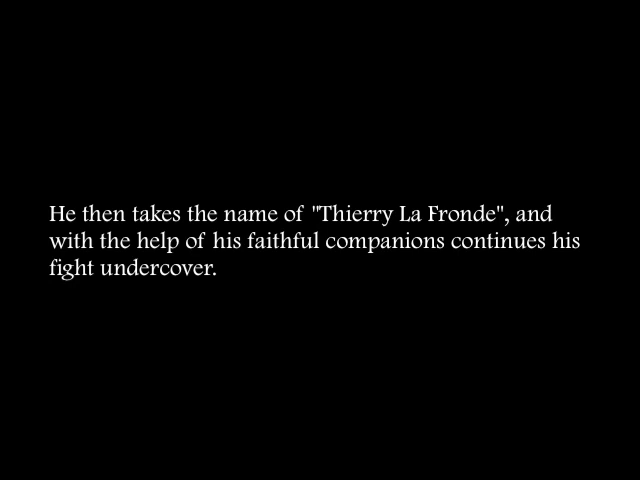 He then takes the name of "Thierry La Fronde", and
with the help of his faithful companions continues his
fight undercover.